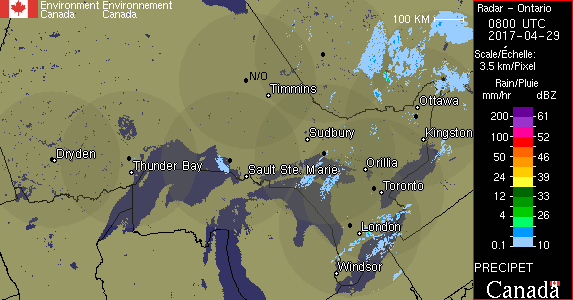 Environment Environnement
Canada Canada
100 KM
N/O
Timmins
Ottawa
Sudbury
Kingston
Dryden
Thunder Bay
Sault Ste. Marie
Orillia
Toronto
London
Windsor
Radar - Ontario
0800 UTC
2017-04-29
Scale/Échelle:
3.5 km/Pixel
Rain/Pluie
mm/hr dBZ
200 61
100 52
50 46
24 39
12 33
4 26
0.1 10
PRECIPET
Canada